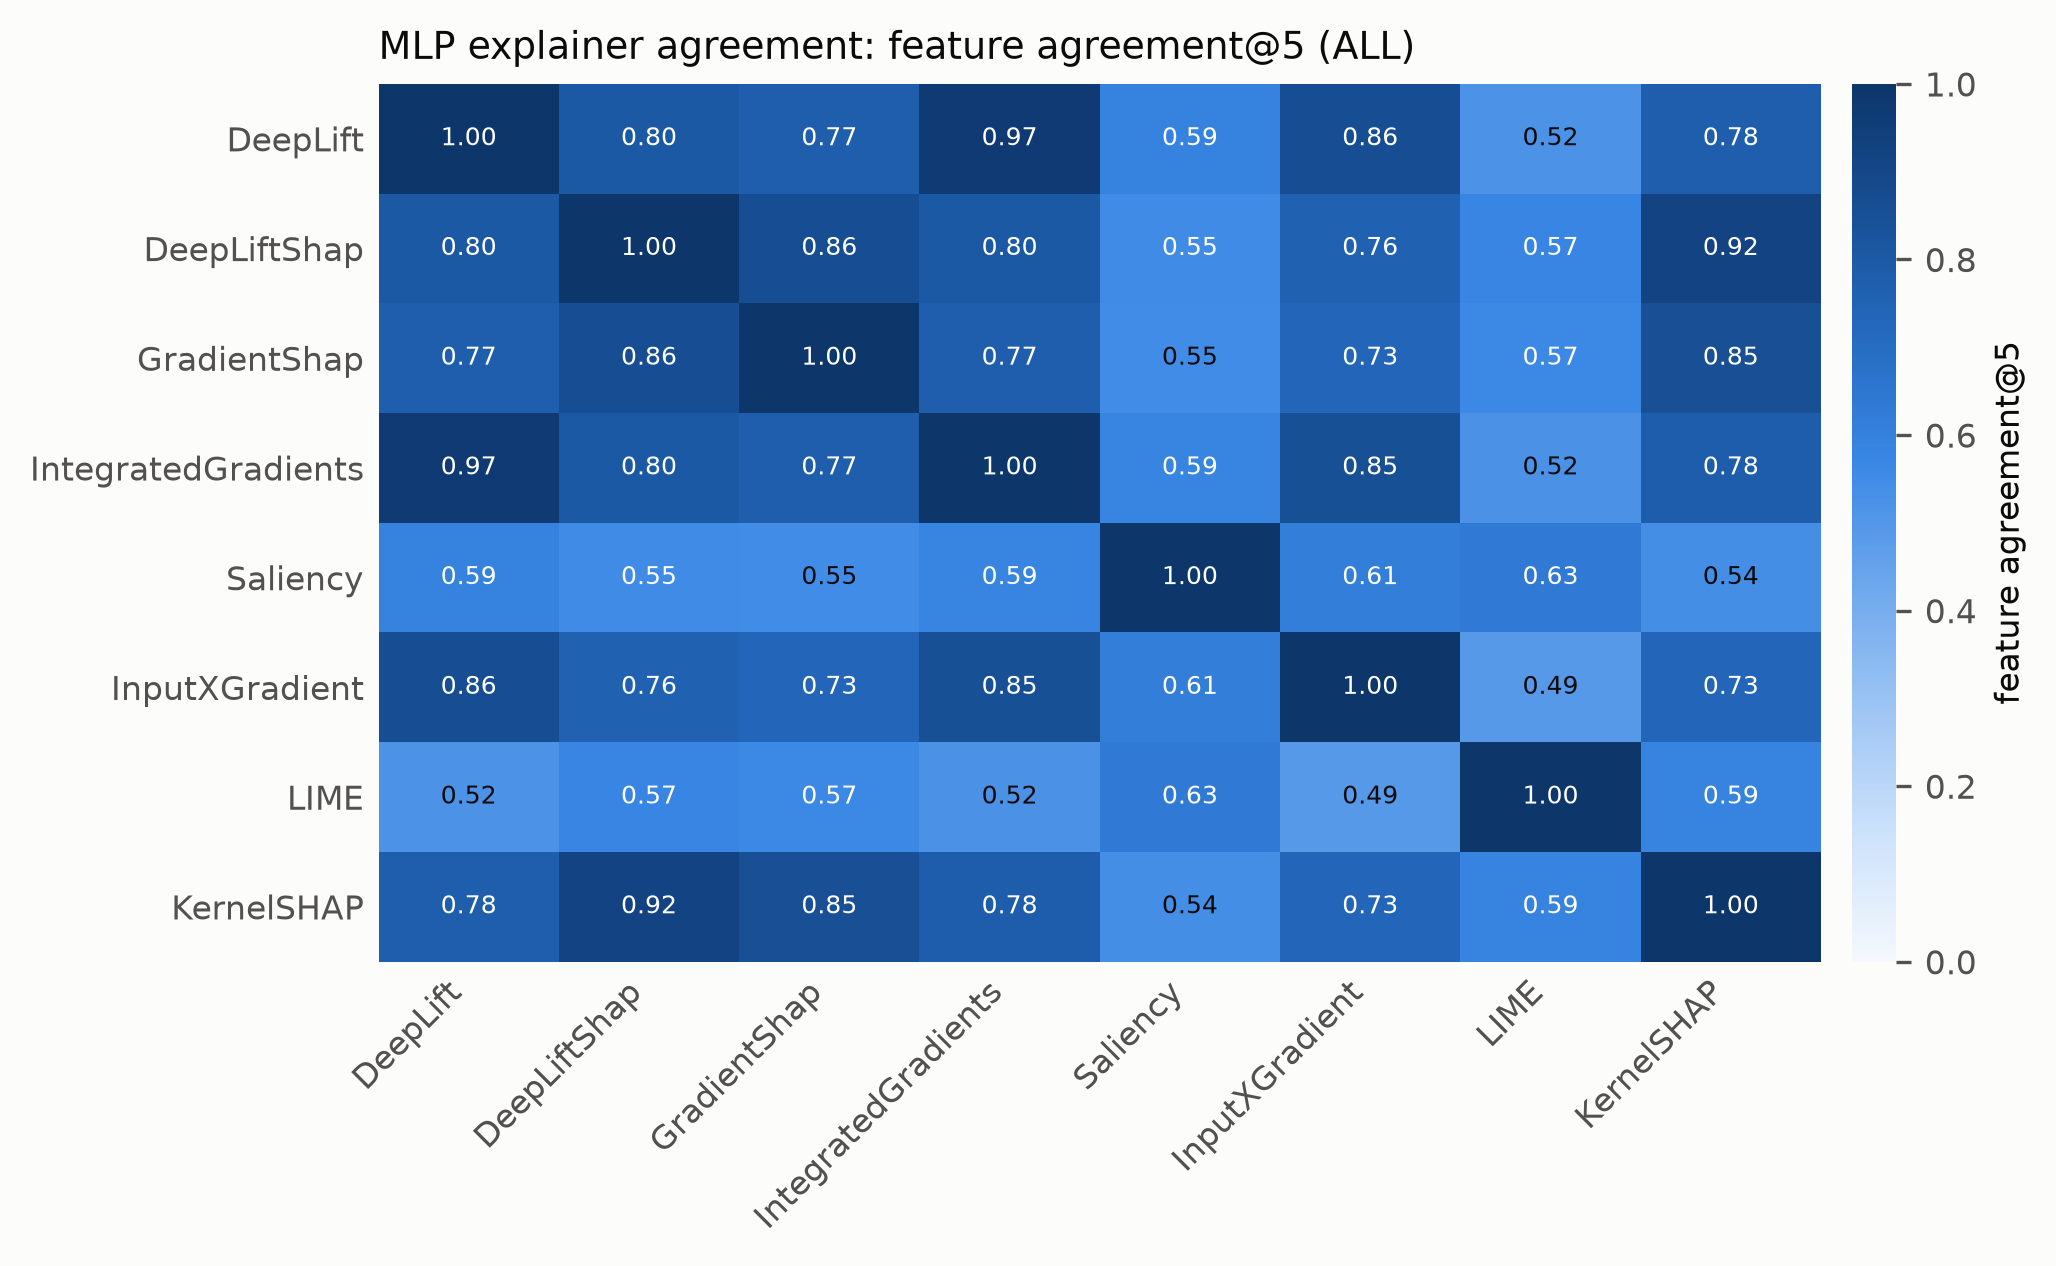 MLP explainer agreement: feature agreement@5 (ALL)
DeepLift 1.00 0.80 0.77 0.97 0.59 0.86 0.52 0.78
DeepLiftShap 0.80 1.00 0.86 0.80 0.55 0.76 0.57 0.92
GradientShap 0.77 0.86 1.00 0.77 0.55 0.73 0.57 0.85
IntegratedGradients 0.97 0.80 0.77 1.00 0.59 0.85 0.52 0.78
Saliency 0.59 0.55 0.55 0.59 1.00 0.61 0.63 0.54
InputXGradient 0.86 0.76 0.73 0.85 0.61 1.00 0.49 0.73
LIME 0.52 0.57 0.57 0.52 0.63 0.49 1.00 0.59
KernelSHAP 0.78 0.92 0.85 0.78 0.54 0.73 0.59 1.00
DeepLift
DeepLiftShap
GradientShap
IntegratedGradients
Saliency
InputXGradient
LIME
KernelSHAP
1.0
0.8
0.6
0.4
0.2
0.0
feature agreement@5